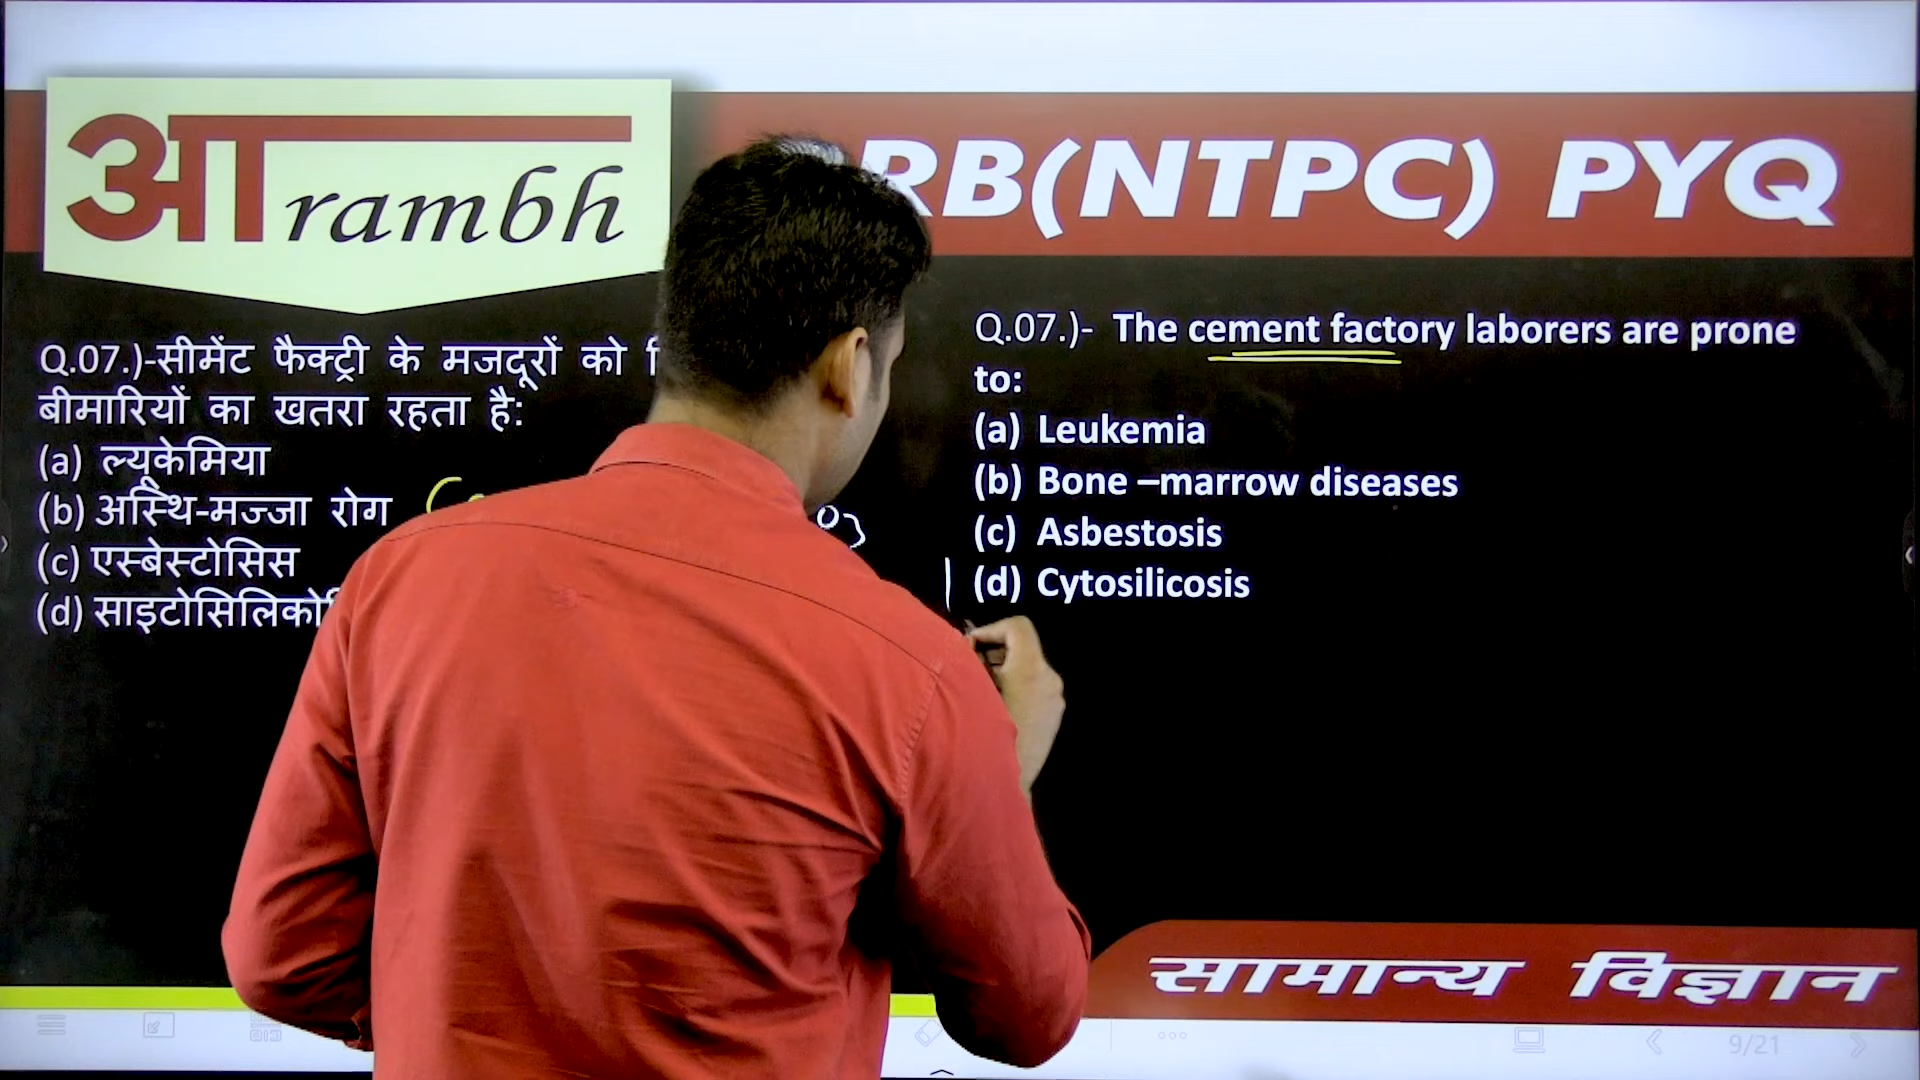 आrambh
RB(NTPC) PYQ
Q.07.)-सीमेंट फैक्ट्री के मजदूरों को
बीमारियों का खतरा रहता है:
(a) ल्यूकेमिया
(b) अस्थि-मज्जा रोग
(c) एस्बेस्टोसिस
(d) साइटोसिलिको
Q.07.)- The cement factory laborers are prone
to:
(a) Leukemia
(b) Bone –marrow diseases
(c) Asbestosis
(d) Cytosilicosis
सामान्य विज्ञान
9/21